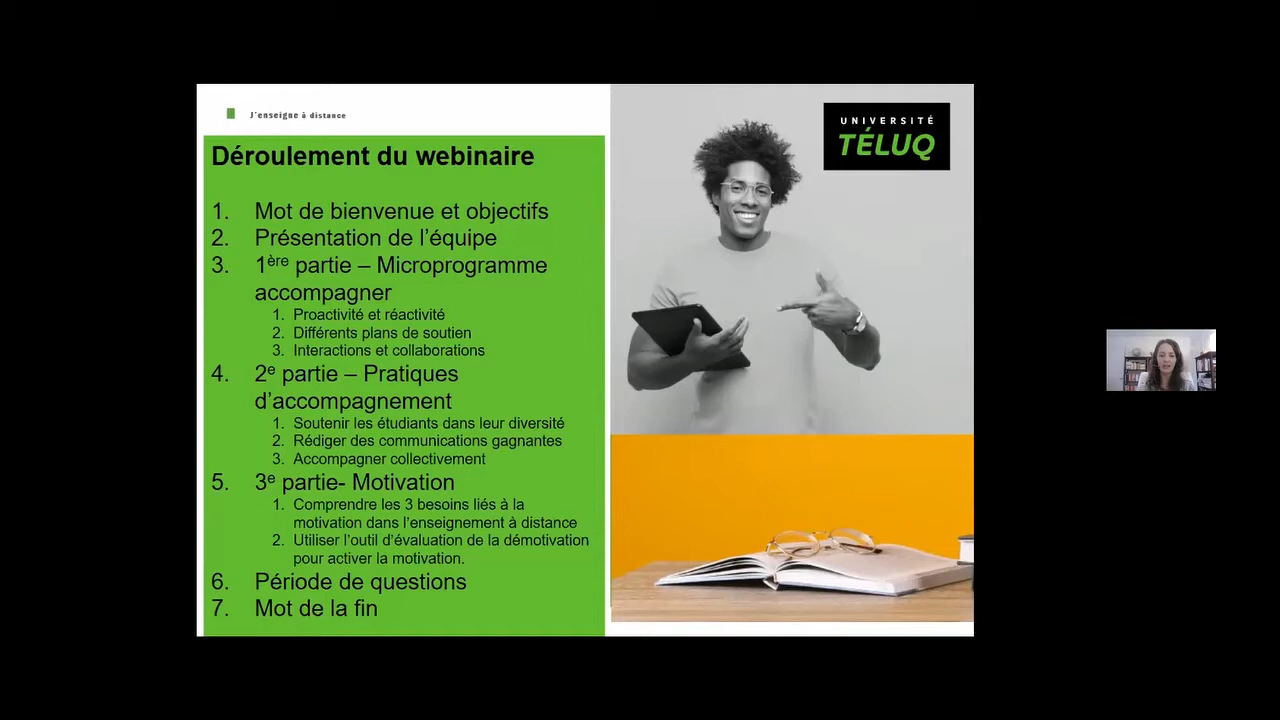 J'enseigne à distance
Déroulement du webinaire
1. Mot de bienvenue et objectifs
2. Présentation de l'équipe
3. 1ère partie – Microprogramme
accompagner
1. Proactivité et réactivité
2. Différents plans de soutien
3. Interactions et collaborations
4. 2e partie – Pratiques
d'accompagnement
1. Soutenir les étudiants dans leur diversité
2. Rédiger des communications gagnantes
3. Accompagner collectivement
5. 3e partie- Motivation
1. Comprendre les 3 besoins liés à la
motivation dans l'enseignement à distance
2. Utiliser l'outil d'évaluation de la démotivation
pour activer la motivation.
6. Période de questions
7. Mot de la fin
UNIVERSITÉ
TÉLUQ